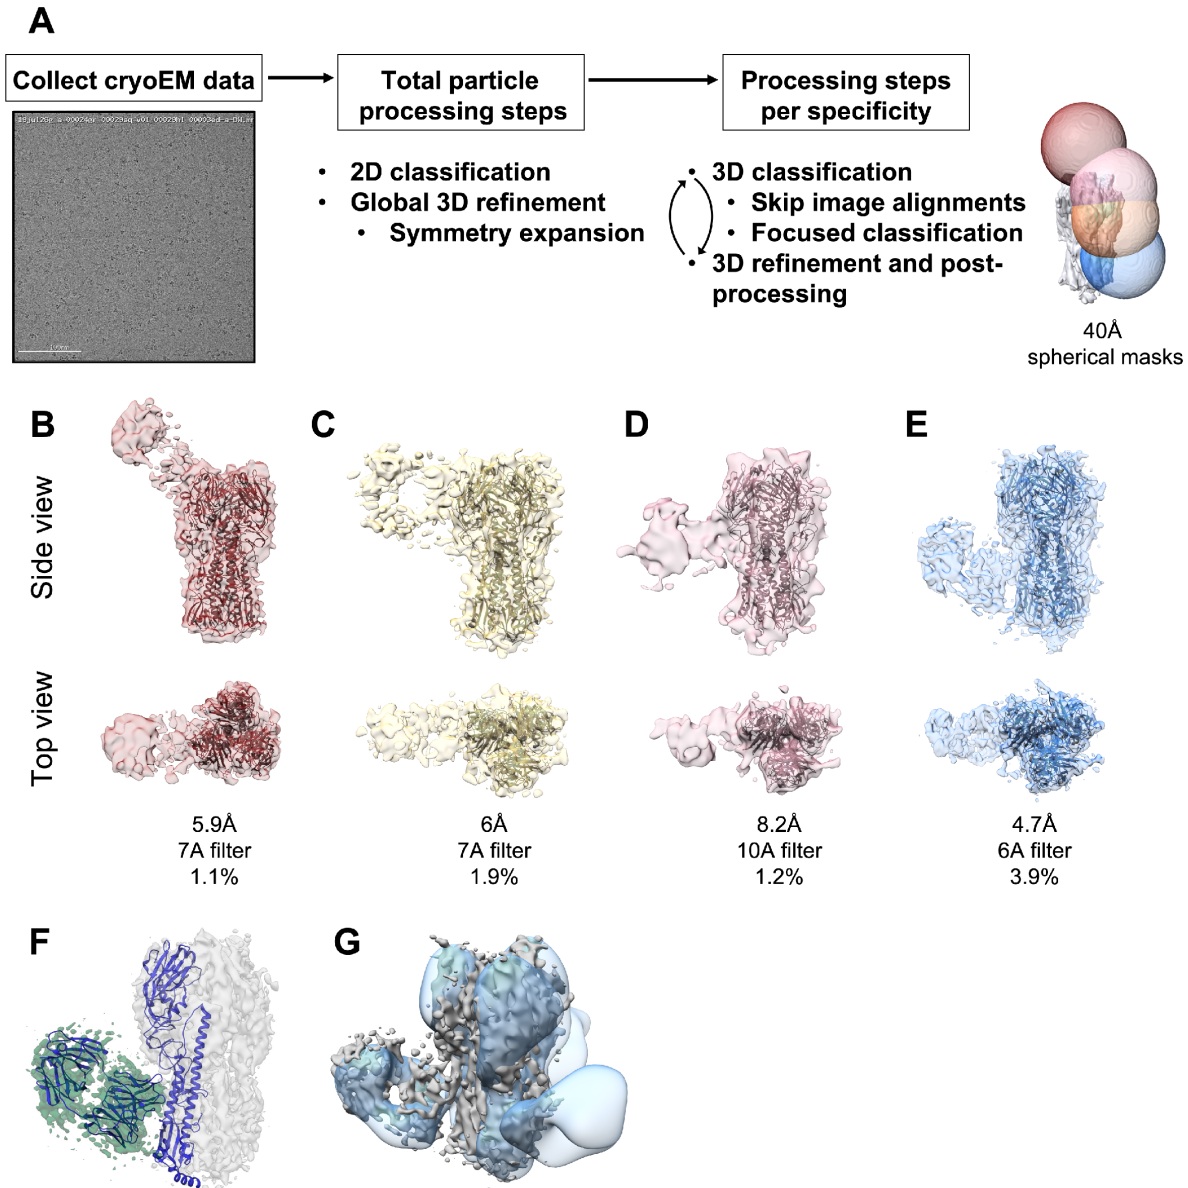 A
Collect cryoEM data
Total particle
processing steps
Processing steps
per specificity
• 2D classification
• Global 3D refinement
• Symmetry expansion
• 3D classification
• Skip image alignments
• Focused classification
• 3D refinement and post-
processing
40Å
spherical masks
B
C
D
E
Side view
Top view
5.9Å
7A filter
1.1%
6Å
7A filter
1.9%
8.2Å
10A filter
1.2%
4.7Å
6A filter
3.9%
F
G